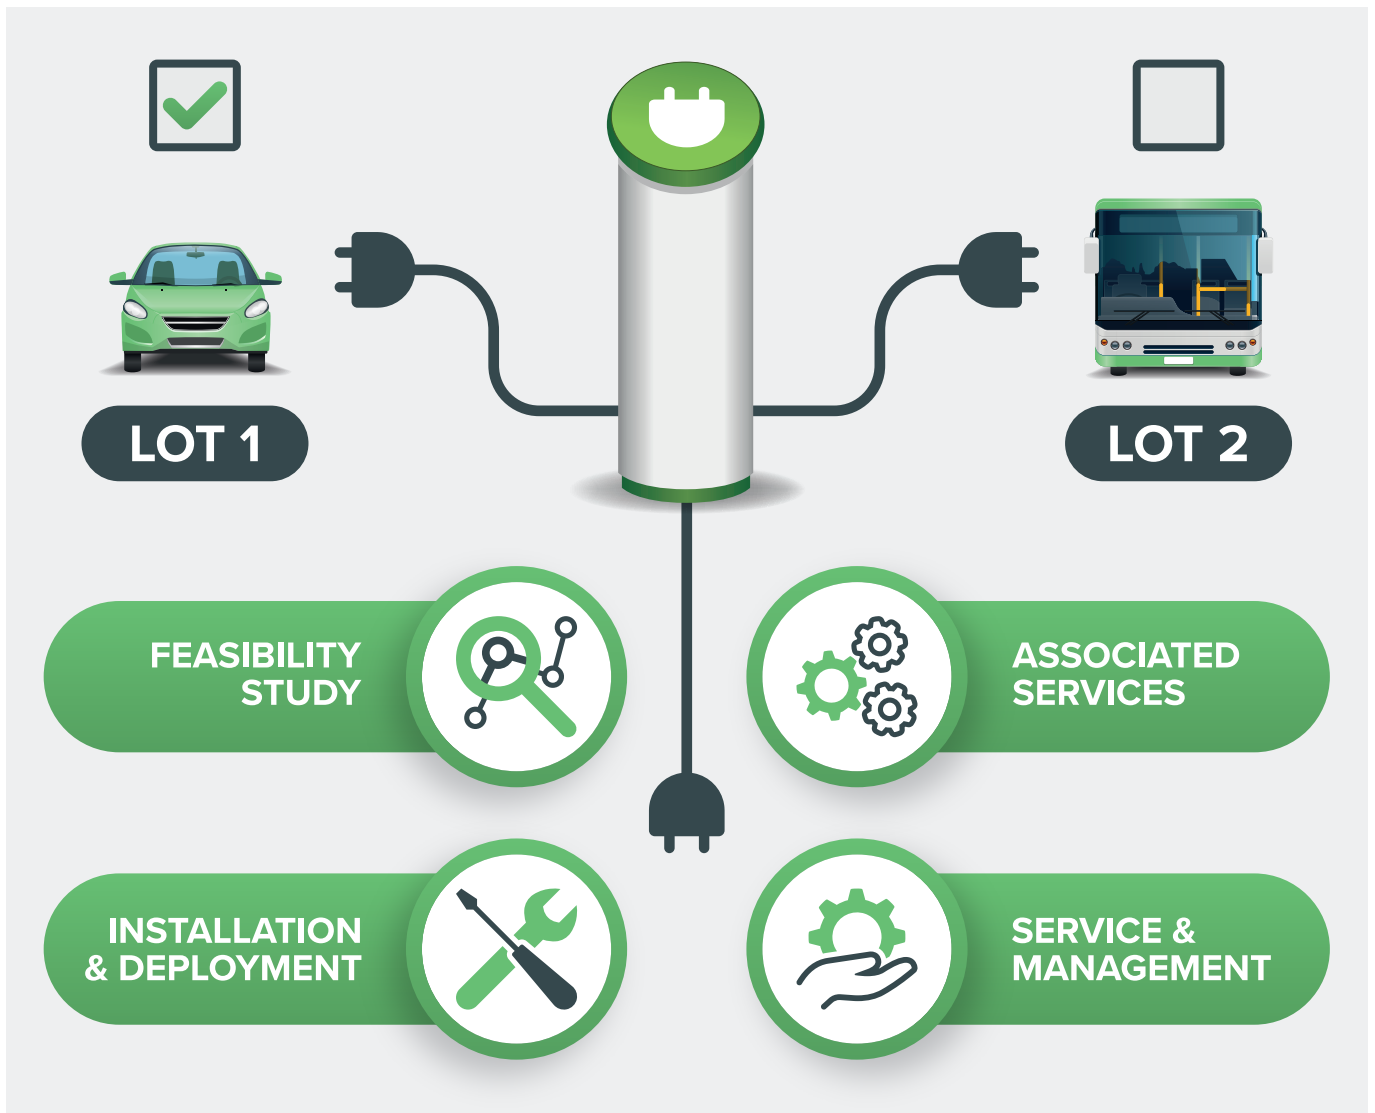 LOT 1
LOT 2
FEASIBILITY
STUDY
ASSOCIATED
SERVICES
INSTALLATION
& DEPLOYMENT
SERVICE &
MANAGEMENT